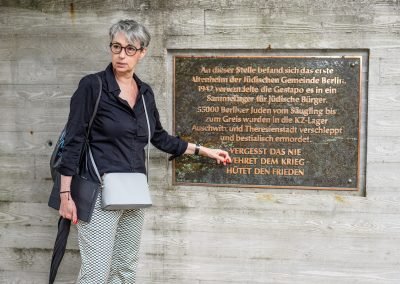 An dieser Stelle befand sich das erste
Altenheim der Jüdischen Gemeinde Berlin.
1942 verwandelte die Gestapo es in ein
Sammellager für Jüdische Bürger.
55000 Berliner Juden vom Säugling bis
zum Greis wurden in die KZ-Lager
Auschwitz und Theresienstadt verschleppt
und bestialisch ermordet.
VERGESST DAS NIE
WEHRET DEM KRIEG
HÜTET DEN FRIEDEN